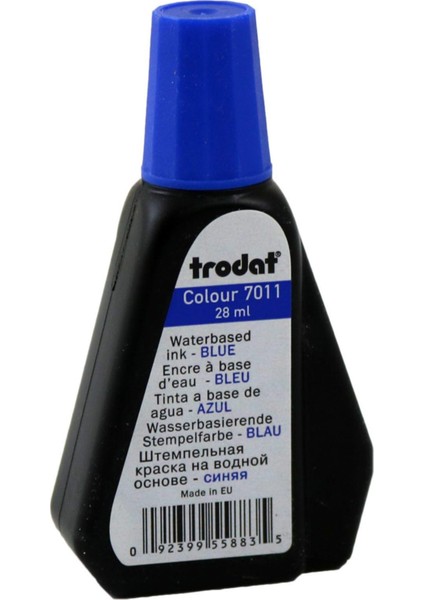 trodat®
Colour 7011
28 ml
Waterbased
ink - BLUE
Encre à base
d'eau - BLEU
Tinta a base de
agua - AZUL
Wasserbasierende
Stempelfarbe - BLAU
Штемпельная
краска на водной
основе - синяя
Made in EU
0 92399 55883 5